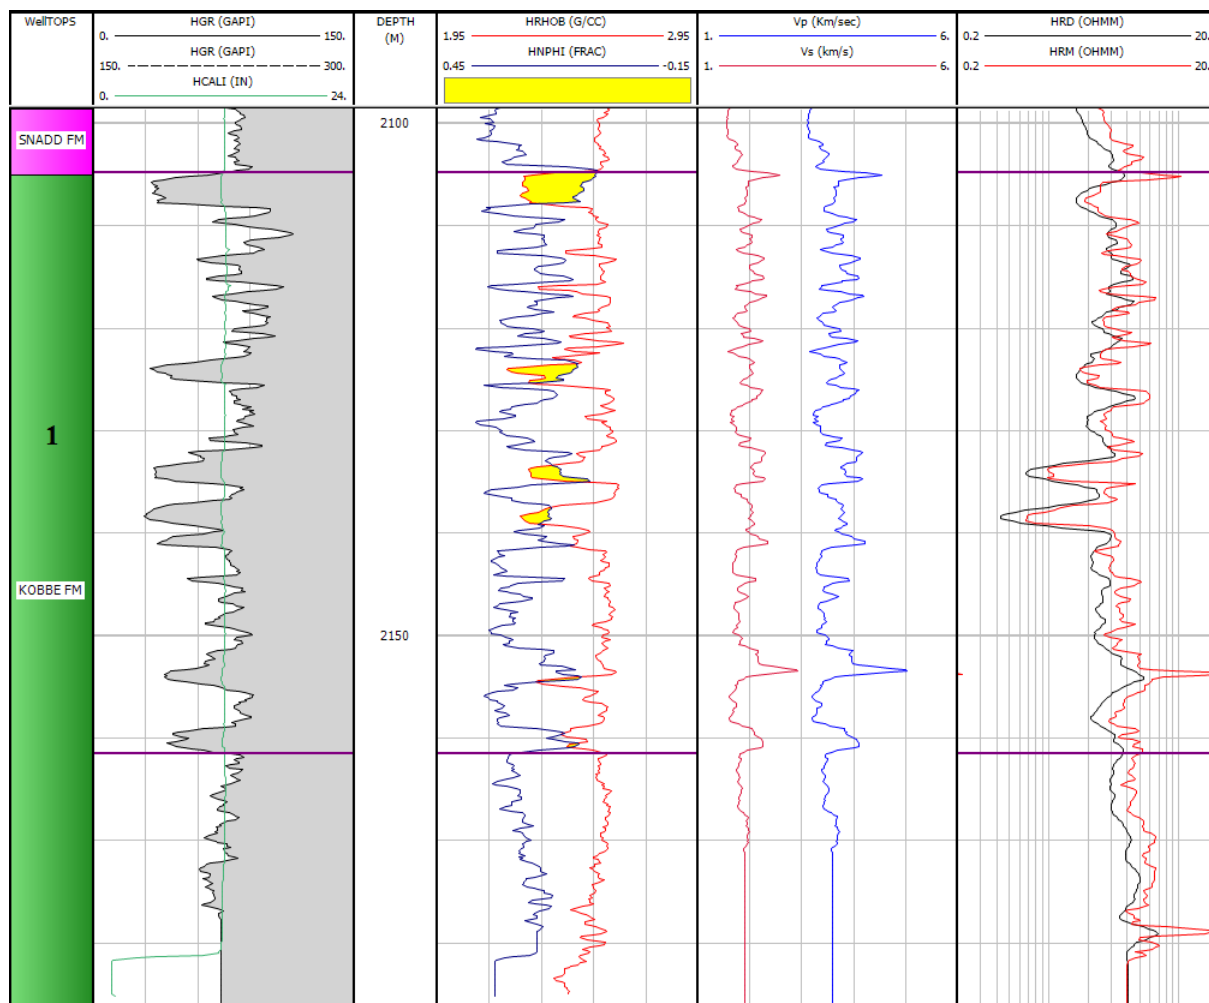 WellTOPS
HGR (GAPI)
0. 150.
HGR (GAPI)
150. 300.
HCALI (IN)
0. 24.
DEPTH
(M)
HRHOB (G/CC)
1.95 2.95
HNPHI (FRAC)
0.45 -0.15
Vp (Km/sec)
1. 6.
Vs (km/s)
1. 6.
HRD (OHMM)
0.2 20.
HRM (OHMM)
0.2 20.
SNADD FM
2100
1
KOBBE FM
2150